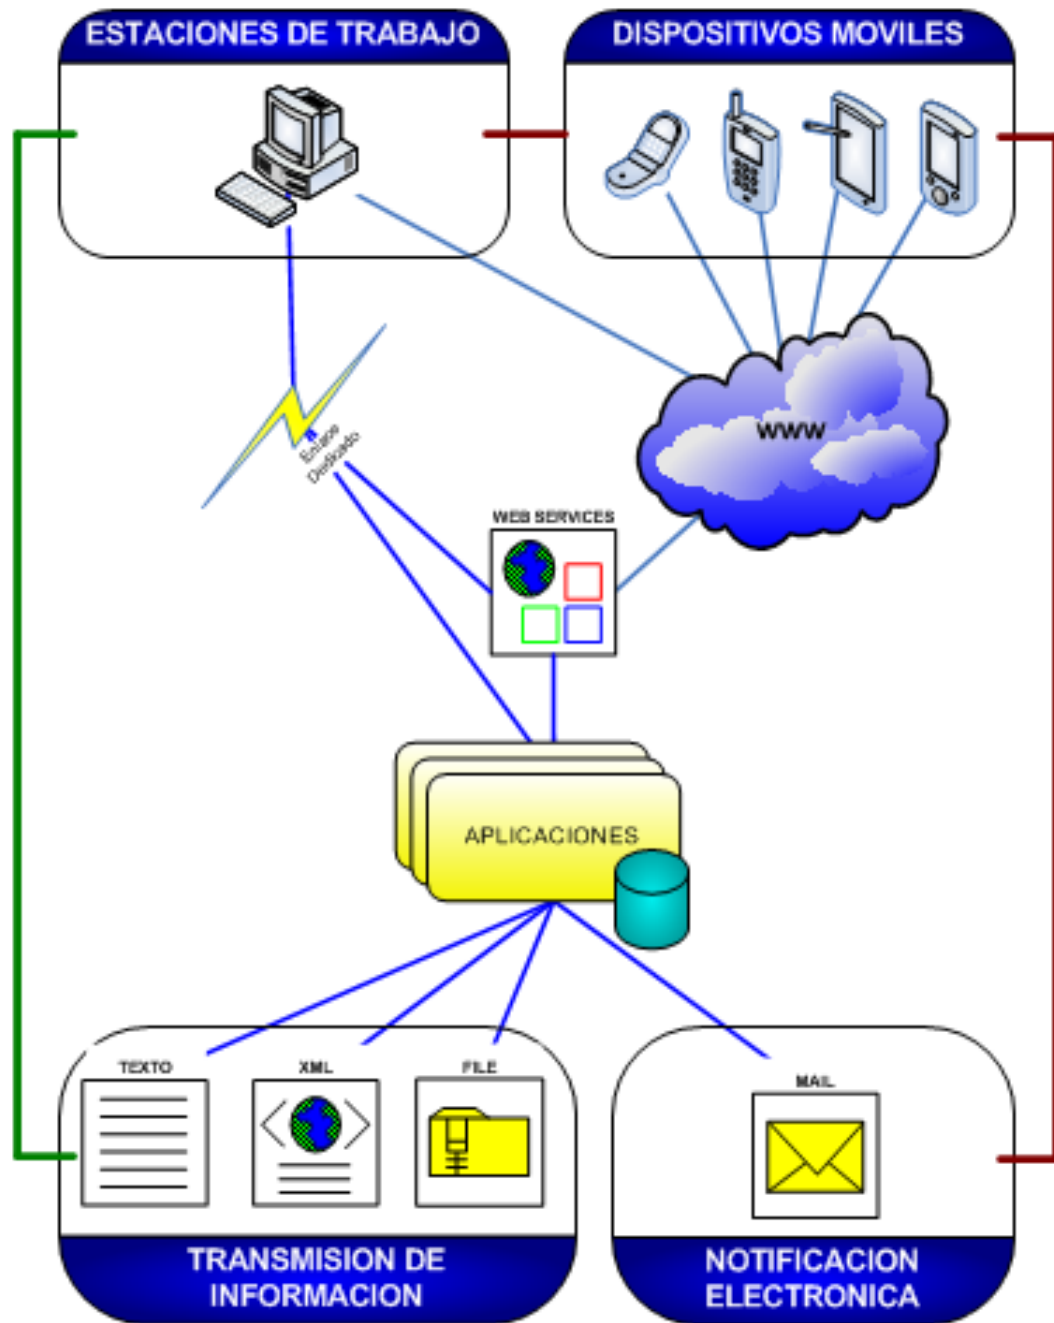 ESTACIONES DE TRABAJO
DISPOSITIVOS MOVILES
WWW
Enlace
Dedicado
WEB SERVICES
APLICACIONES
TEXTO
XML
FILE
MAIL
TRANSMISION DE
INFORMACION
NOTIFICACION
ELECTRONICA